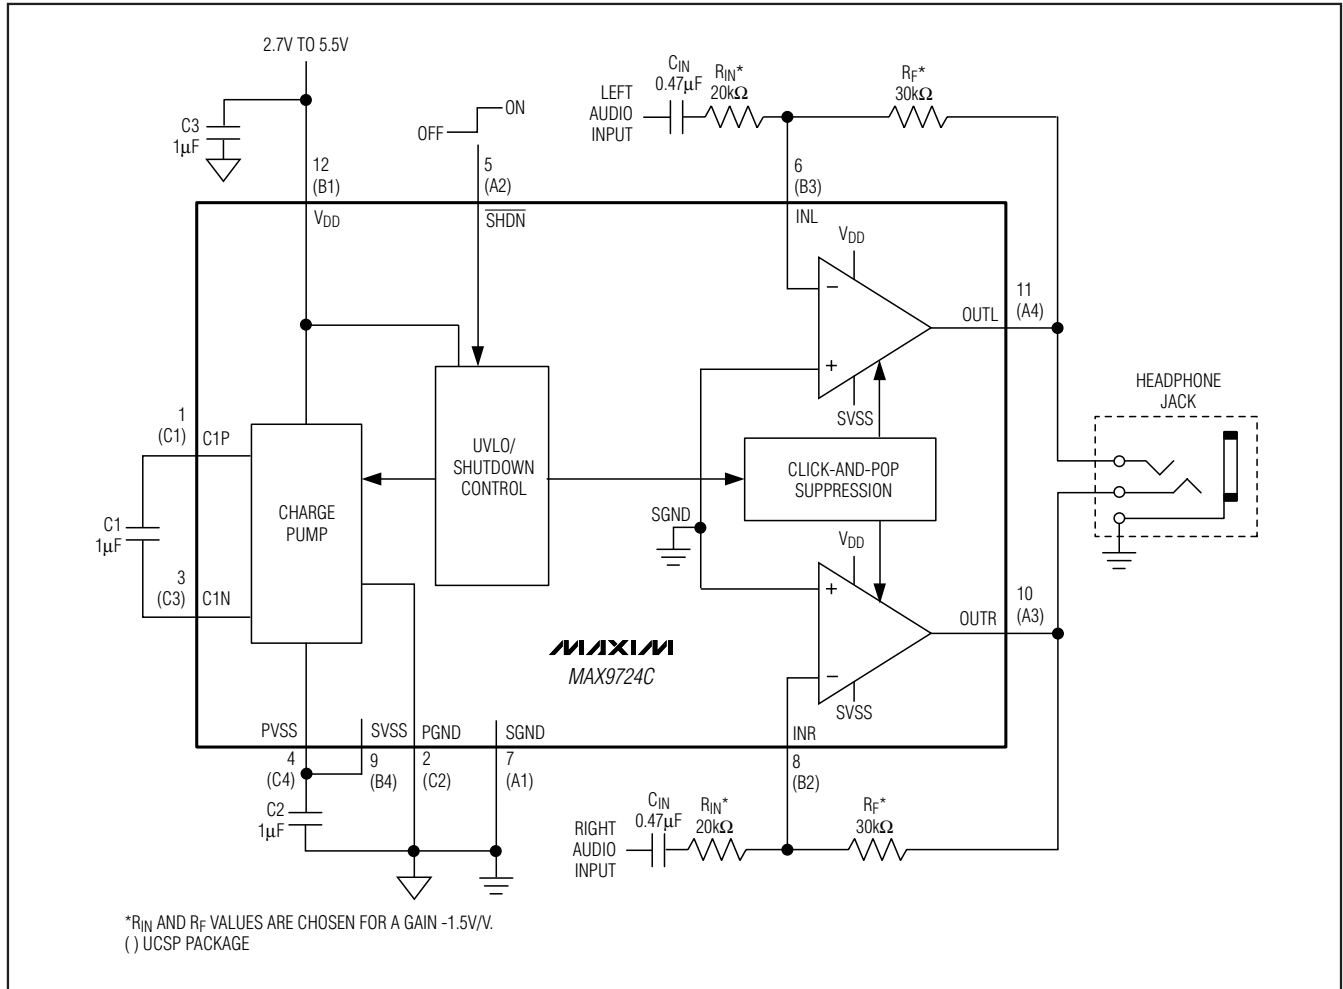 2.7V TO 5.5V
C3
1µF
12
(B1)
VDD
OFF
ON
5
(A2)
SHDN
LEFT
AUDIO
INPUT
CIN
0.47µF
RIN*
20kΩ
RF*
30kΩ
6
(B3)
INL
VDD
−
+
SVSS
OUTL
11
(A4)
HEADPHONE
JACK
1
(C1)
C1P
C1
1µF
3
(C3)
C1N
CHARGE
PUMP
UVLO/
SHUTDOWN
CONTROL
CLICK-AND-POP
SUPPRESSION
SGND
VDD
+
−
SVSS
OUTR
10
(A3)
MAXIM
MAX9724C
INR
8
(B2)
PVSS
4
(C4)
SVSS
9
(B4)
PGND
2
(C2)
SGND
7
(A1)
C2
1µF
RIGHT
AUDIO
INPUT
CIN
0.47µF
RIN*
20kΩ
RF*
30kΩ
*RIN AND RF VALUES ARE CHOSEN FOR A GAIN -1.5V/V.
( ) UCSP PACKAGE